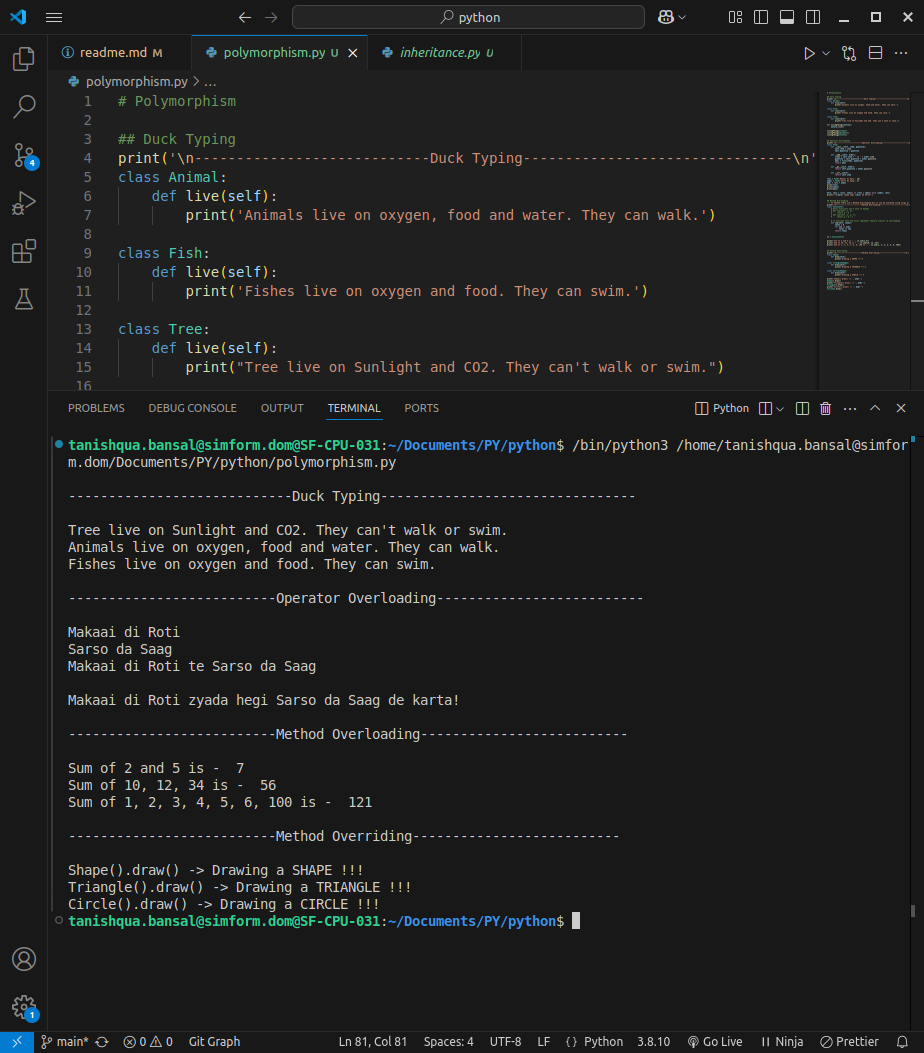 python
readme.md M
polymorphism.py U
inheritance.py U
polymorphism.py > ...
1 # Polymorphism
2
3 ## Duck Typing
4 print('\n----------------------------Duck Typing--------------------------------\n'
5 class Animal:
6 def live(self):
7 print('Animals live on oxygen, food and water. They can walk.')
8
9 class Fish:
10 def live(self):
11 print('Fishes live on oxygen and food. They can swim.')
12
13 class Tree:
14 def live(self):
15 print("Tree live on Sunlight and CO2. They can't walk or swim.")
16
4
PROBLEMS DEBUG CONSOLE OUTPUT TERMINAL PORTS
Python
tanishqua.bansal@simform.dom@SF-CPU-031:~/Documents/PY/python$ /bin/python3 /home/tanishqua.bansal@simfor
m.dom/Documents/PY/python/polymorphism.py
----------------------------Duck Typing--------------------------------
Tree live on Sunlight and CO2. They can't walk or swim.
Animals live on oxygen, food and water. They can walk.
Fishes live on oxygen and food. They can swim.
--------------------------Operator Overloading--------------------------
Makaai di Roti
Sarso da Saag
Makaai di Roti te Sarso da Saag
Makaai di Roti zyada hegi Sarso da Saag de karta!
--------------------------Method Overloading--------------------------
Sum of 2 and 5 is -  7
Sum of 10, 12, 34 is -  56
Sum of 1, 2, 3, 4, 5, 6, 100 is -  121
--------------------------Method Overriding--------------------------
Shape().draw() -> Drawing a SHAPE !!!
Triangle().draw() -> Drawing a TRIANGLE !!!
Circle().draw() -> Drawing a CIRCLE !!!
tanishqua.bansal@simform.dom@SF-CPU-031:~/Documents/PY/python$
1
main* 0 0 Git Graph Ln 81, Col 81 Spaces: 4 UTF-8 LF {} Python 3.8.10 Go Live Ninja Prettier